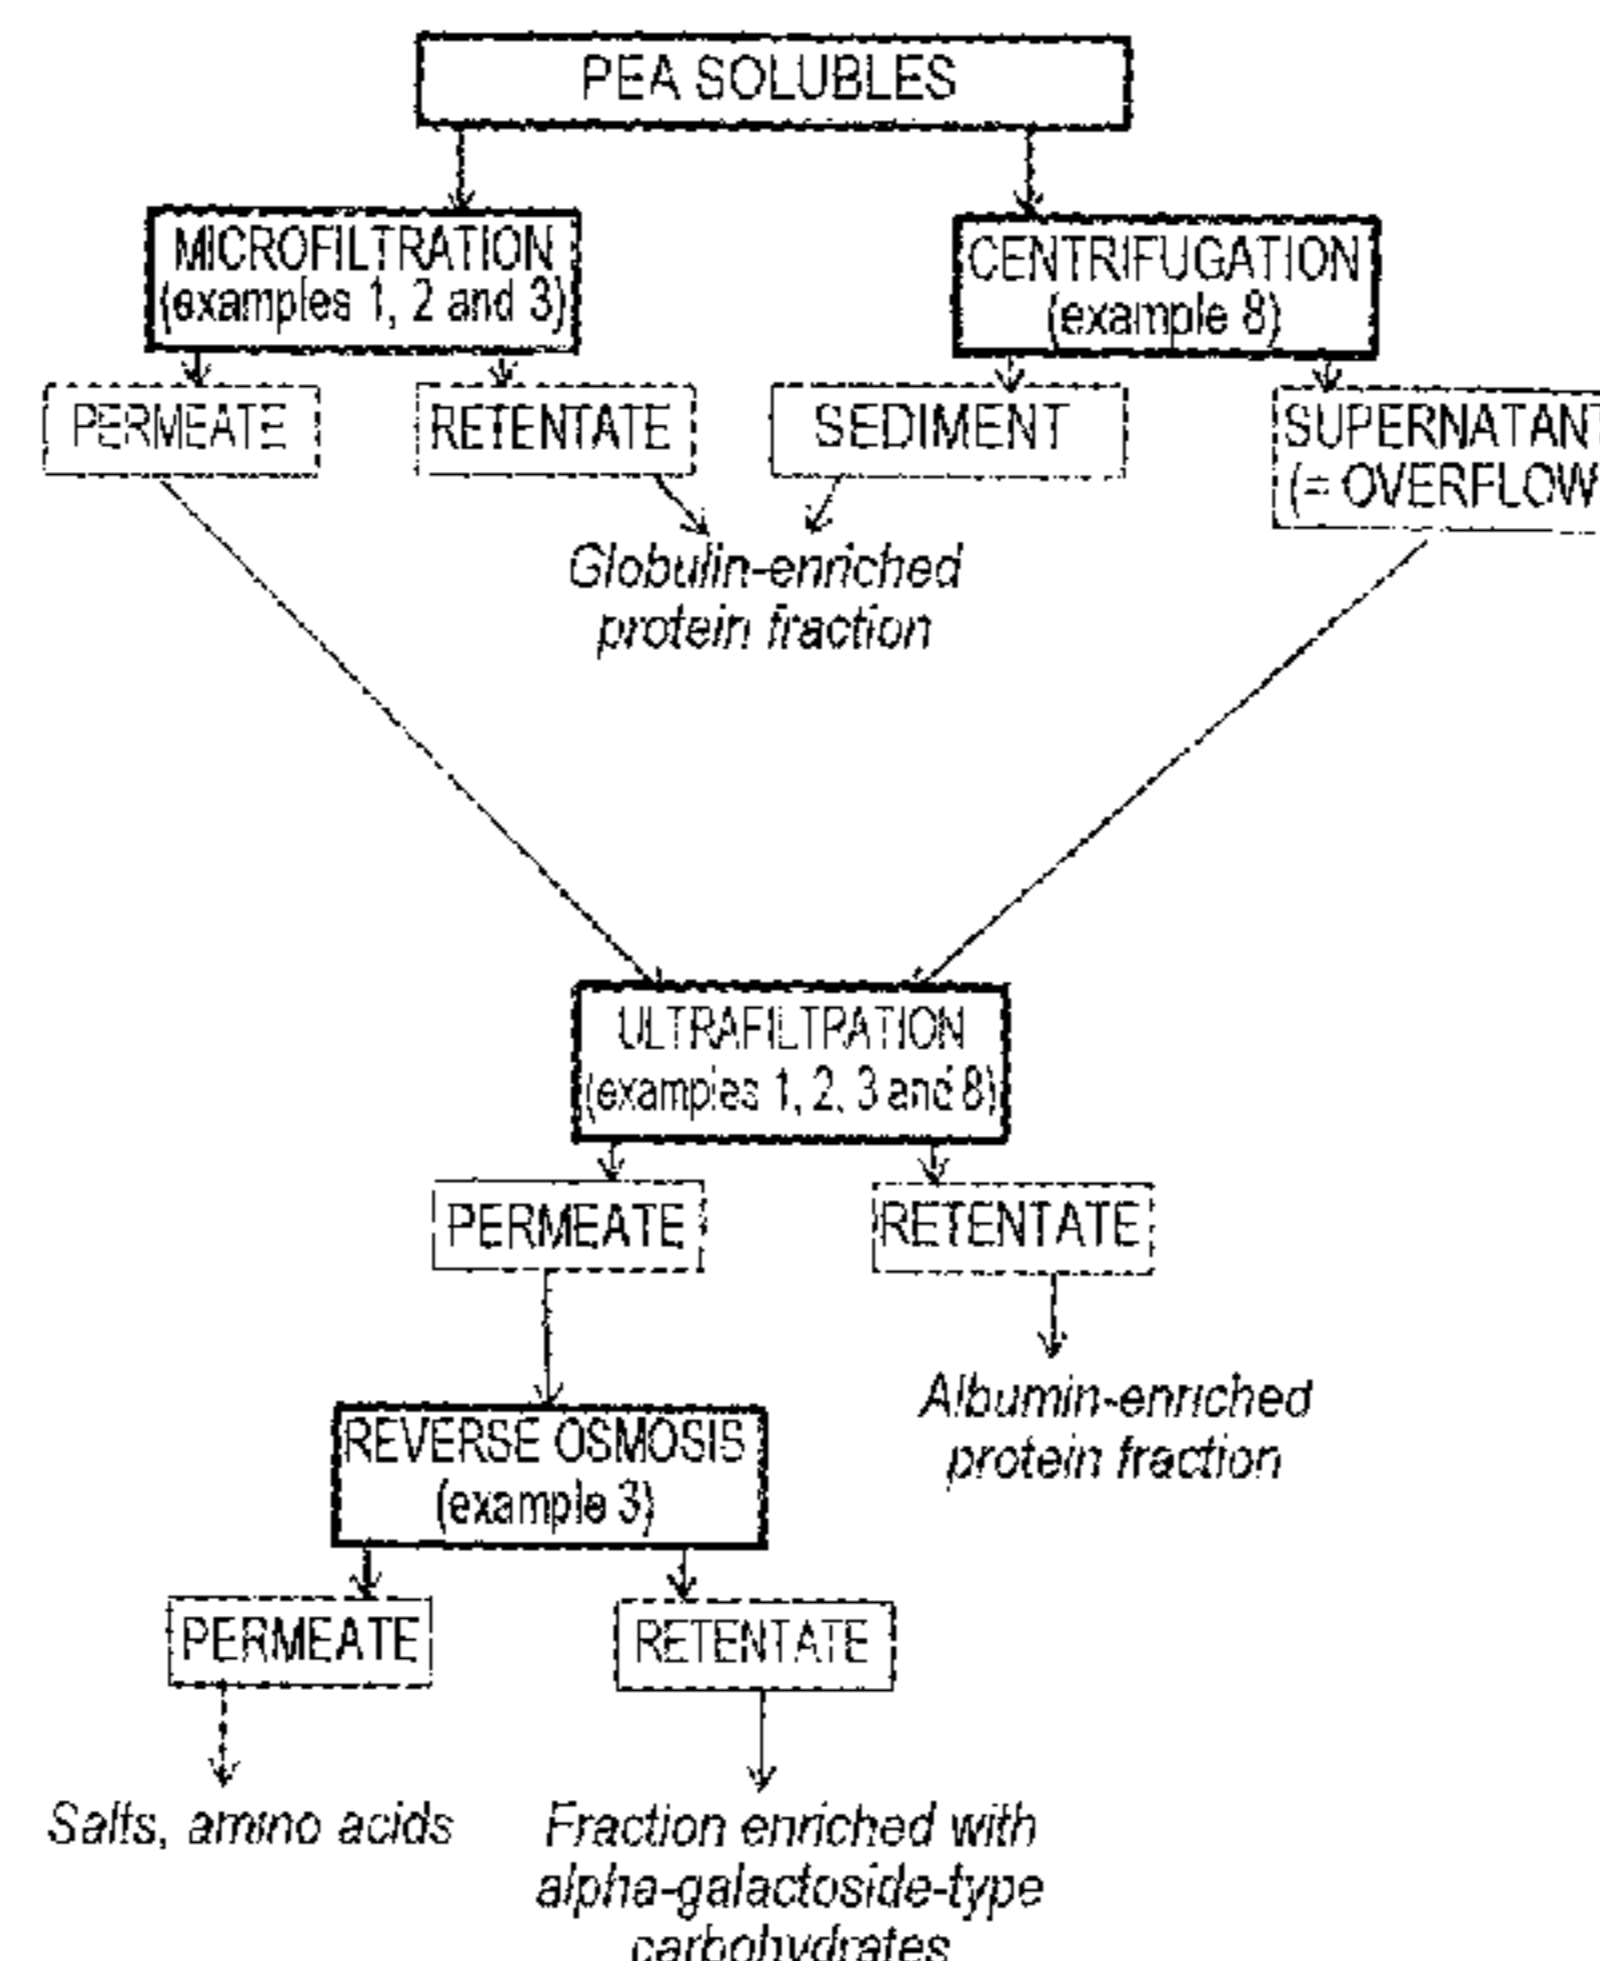 PEA SOLUBLES
MICROFILTRATION
(examples 1, 2 and 3)
CENTRIFUGATION
(example 8)
PERMEATE
RETENTATE
SEDIMENT
SUPERNATANT
(= OVERFLOW
Globulin-enriched
protein fraction
ULTRAFILTRATION
(examples 1, 2, 3 and 8)
PERMEATE
RETENTATE
Albumin-enriched
protein fraction
REVERSE OSMOSIS
(example 3)
PERMEATE
RETENTATE
Salts, amino acids
Fraction enriched with
alpha-galactoside-type
carbohydrates